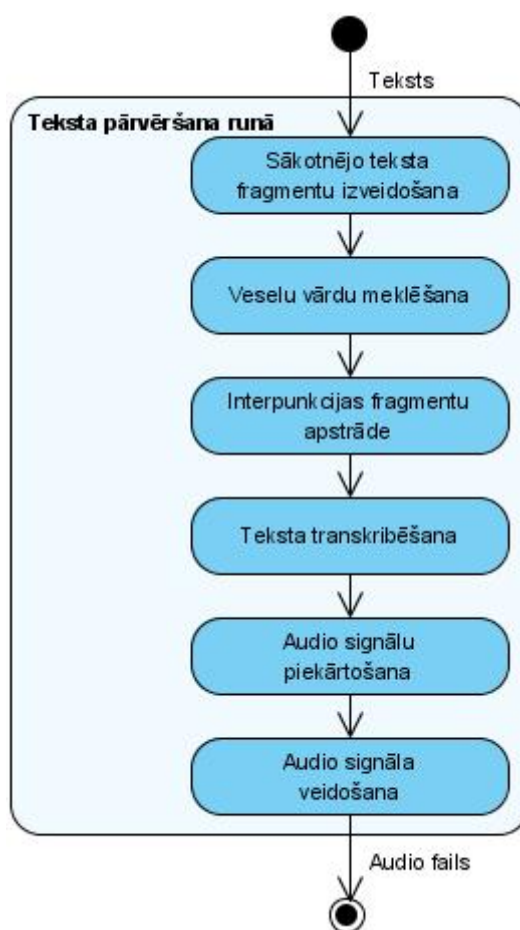 Teksts
Teksta pārvēršana runā
Sākotnējo teksta
fragmentu izveidošana
Veselu vārdu meklēšana
Interpunkcijas fragmentu
apstrāde
Teksta transkribēšana
Audio signālu
piekārtošana
Audio signāla
veidošana
Audio fails